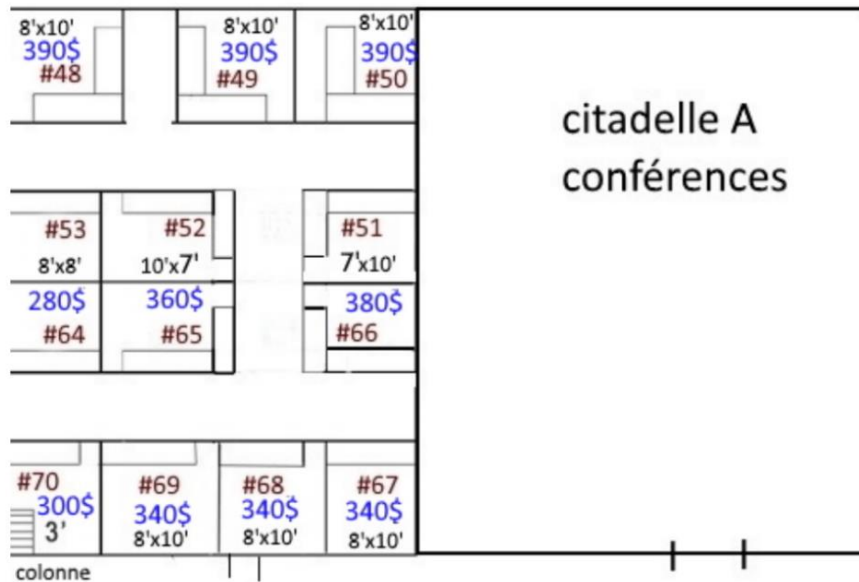 8'x10'
390$
#48
8'x10'
390$
#49
8'x10'
390$
#50
citadelle A
conférences
#53
8'x8'
280$
#64
#52
10'x7'
360$
#65
#51
7'x10'
380$
#66
#70
300$
3'
#69
340$
8'x10'
#68
340$
8'x10'
#67
340$
8'x10'
colonne